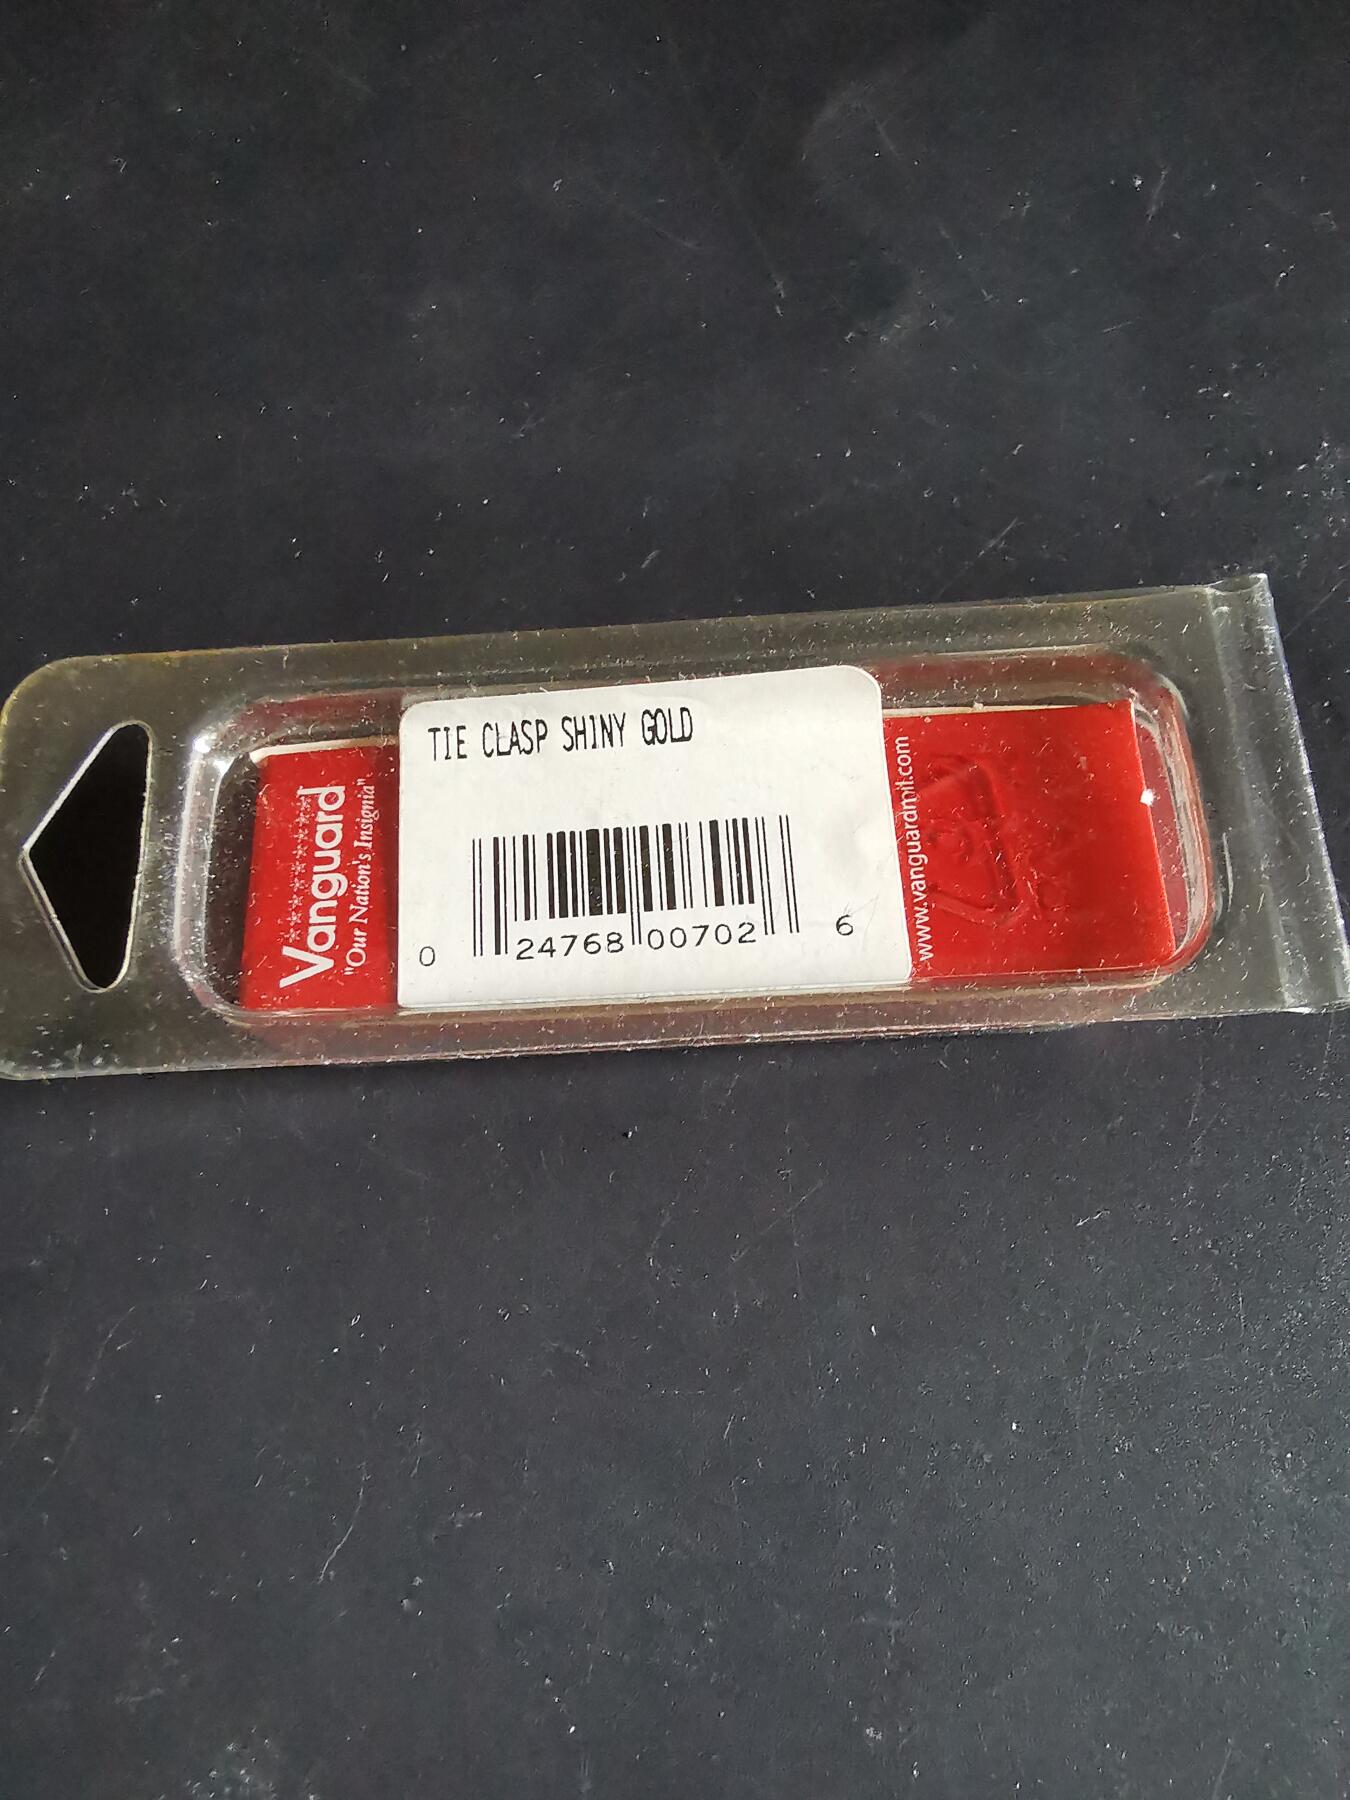 TIE CLASP SHINY GOLD
0 24768 00702 6
Vanguard
"Our Nation's Insignia"
www.vanguardmil.com